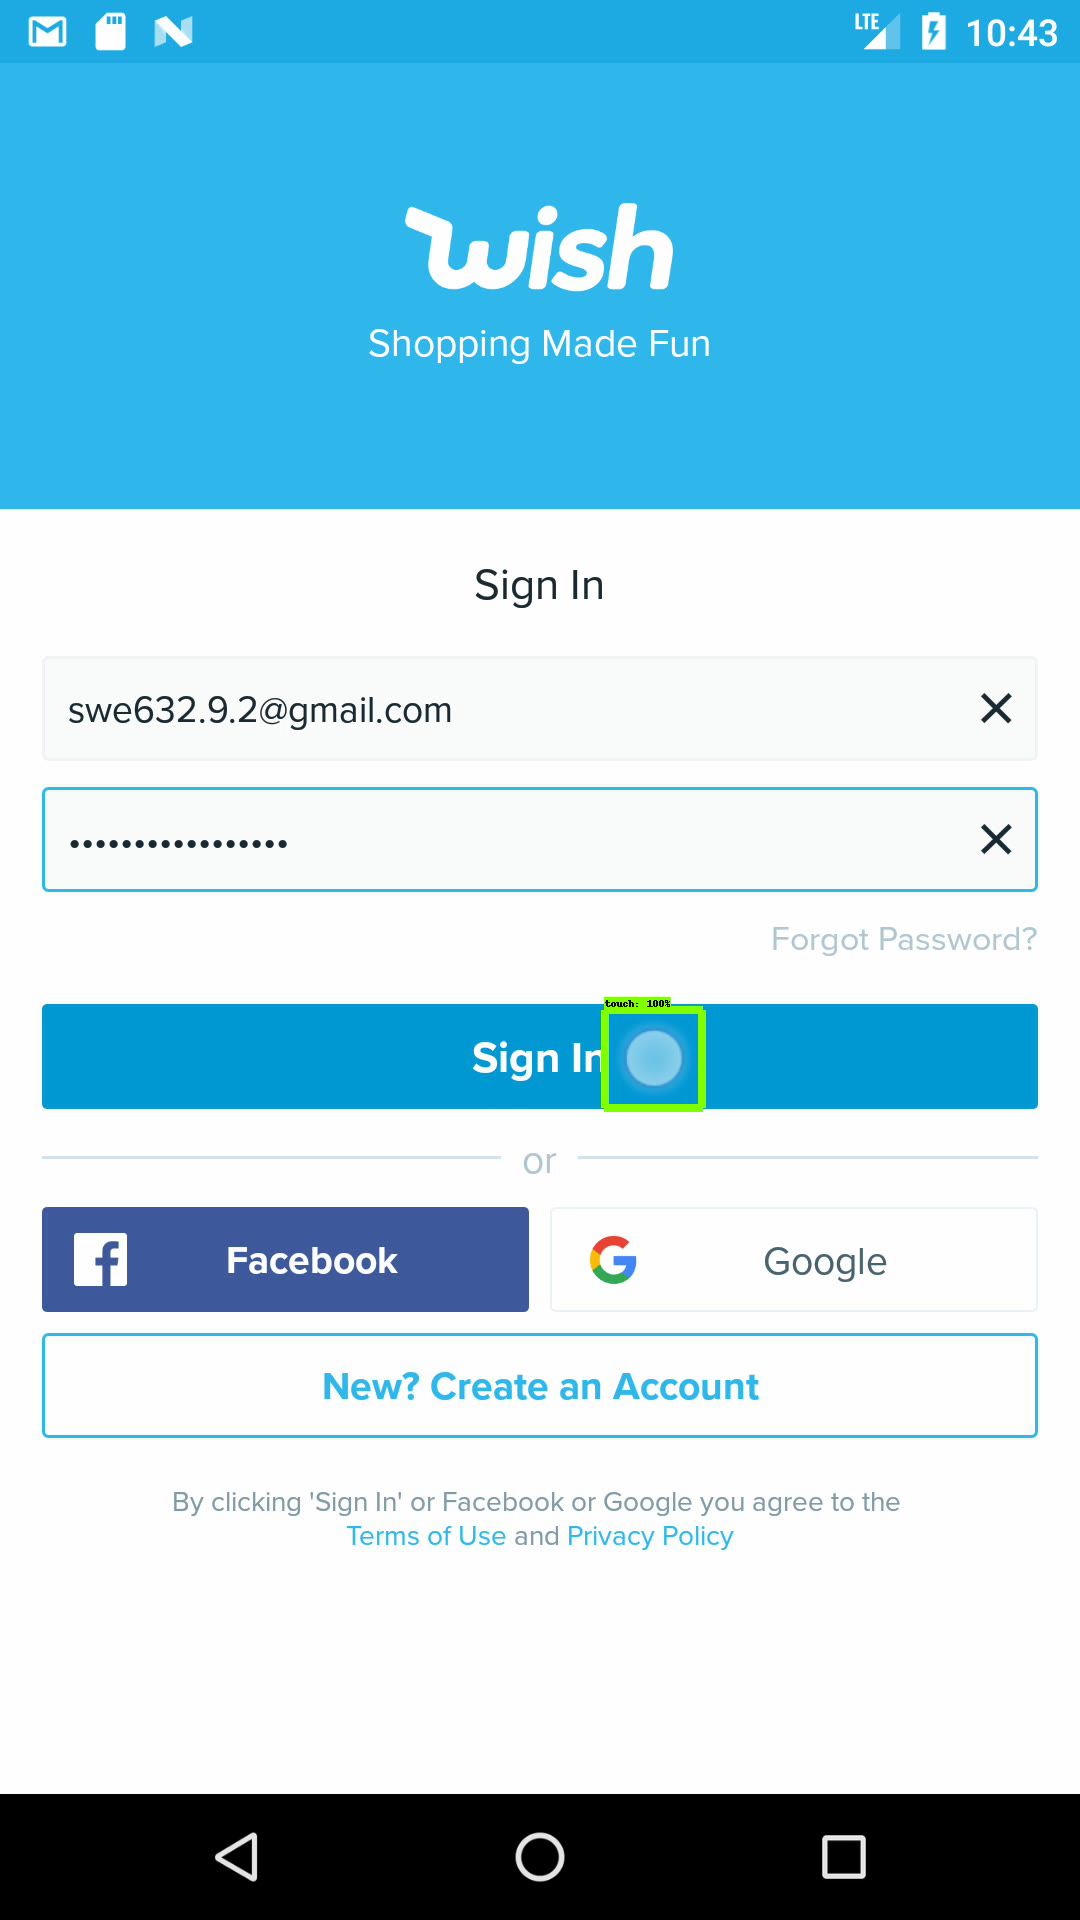 LTE 10:43
wish
Shopping Made Fun
Sign In
swe632.9.2@gmail.com
•••••••••••••••••
Forgot Password?
touch: 100%
Sign In
or
Facebook
Google
New? Create an Account
By clicking 'Sign In' or Facebook or Google you agree to the
Terms of Use and Privacy Policy